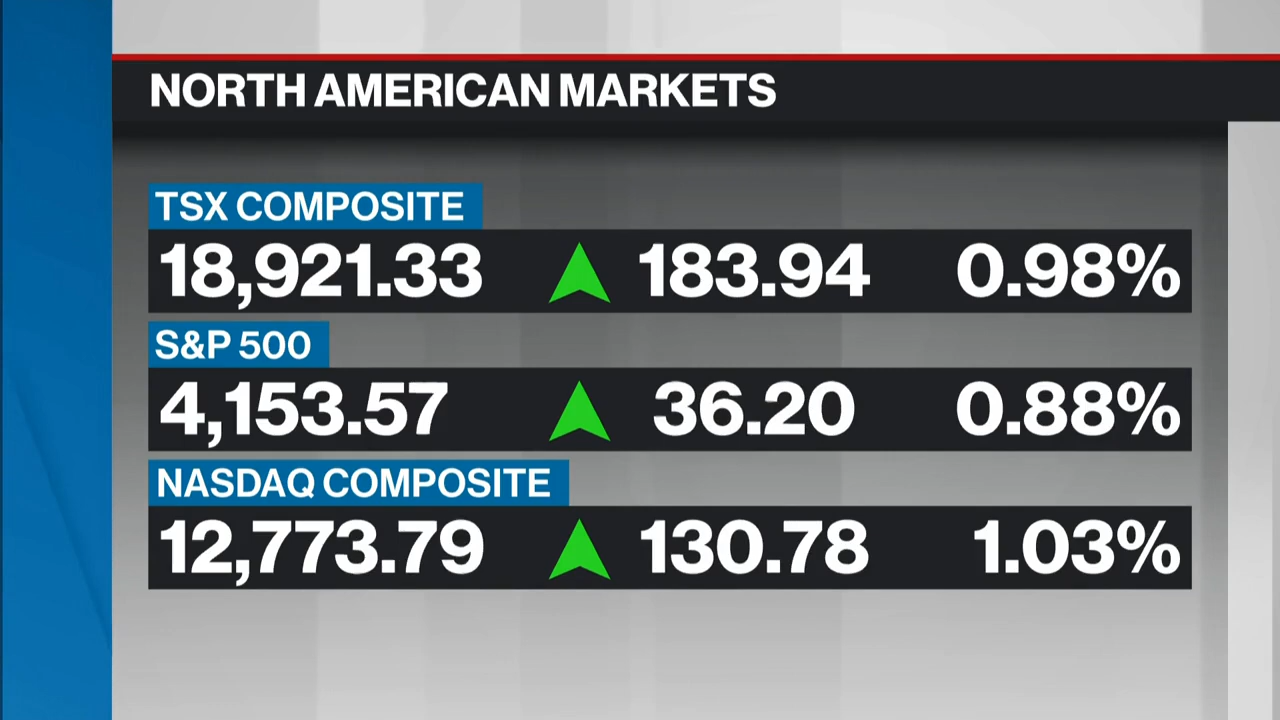 NORTH AMERICAN MARKETS
TSX COMPOSITE
18,921.33 183.94 0.98%
S&P 500
4,153.57 36.20 0.88%
NASDAQ COMPOSITE
12,773.79 130.78 1.03%